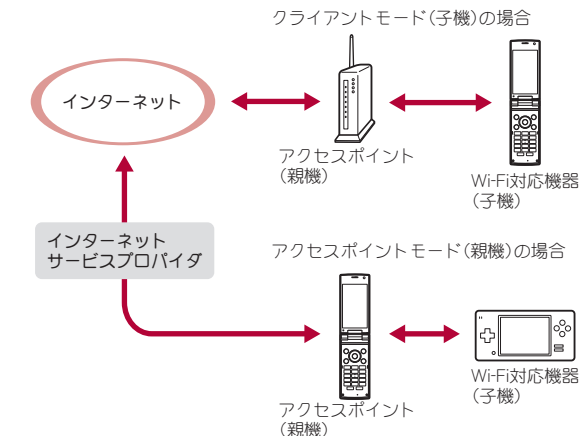 クライアントモード(子機)の場合
インターネット
アクセスポイント
(親機)
Wi-Fi対応機器
(子機)
インターネット
サービスプロバイダ
アクセスポイントモード(親機)の場合
Wi-Fi対応機器
(子機)
アクセスポイント
(親機)